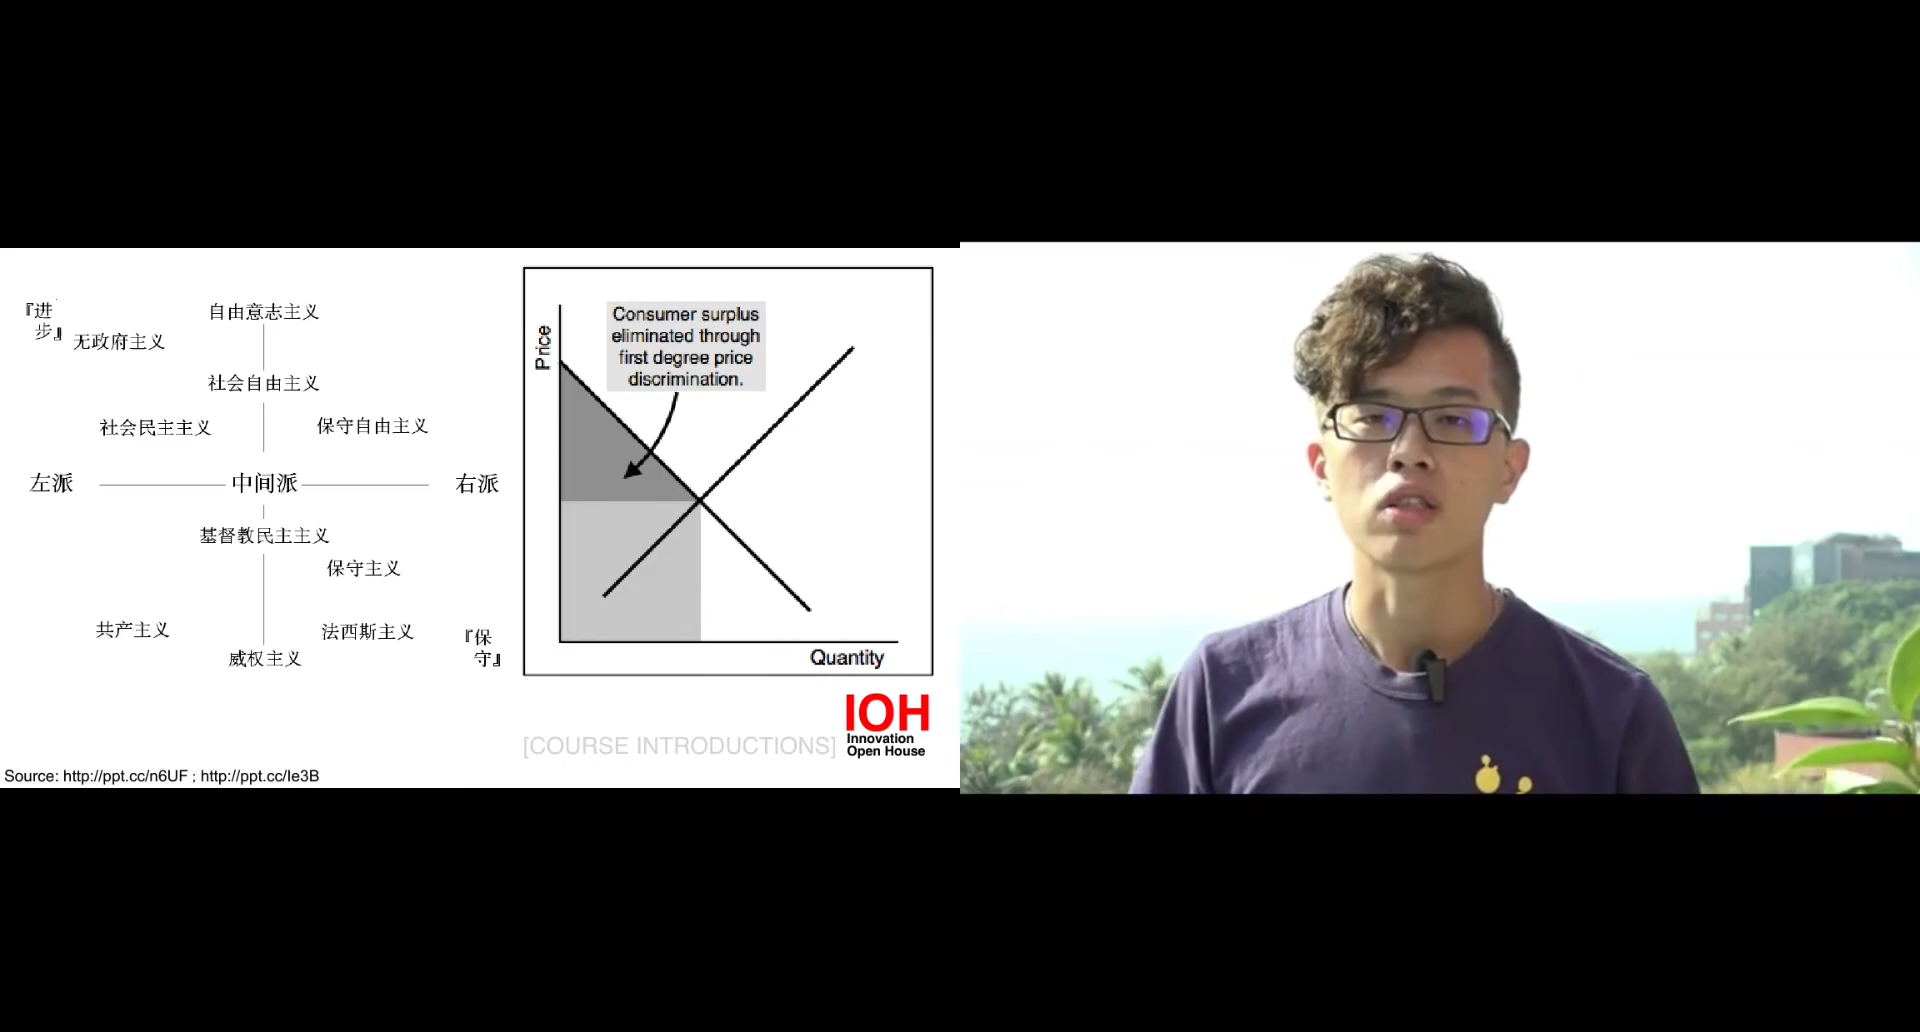 『进
步』
自由意志主义
无政府主义
社会自由主义
社会民主主义
保守自由主义
左派
中间派
右派
基督教民主主义
保守主义
共产主义
法西斯主义
威权主义
『保
守』
Price
Consumer surplus
eliminated through
first degree price
discrimination.
Quantity
[COURSE INTRODUCTIONS]
IOH
Innovation
Open House
Source: http://ppt.cc/n6UF ; http://ppt.cc/Ie3B